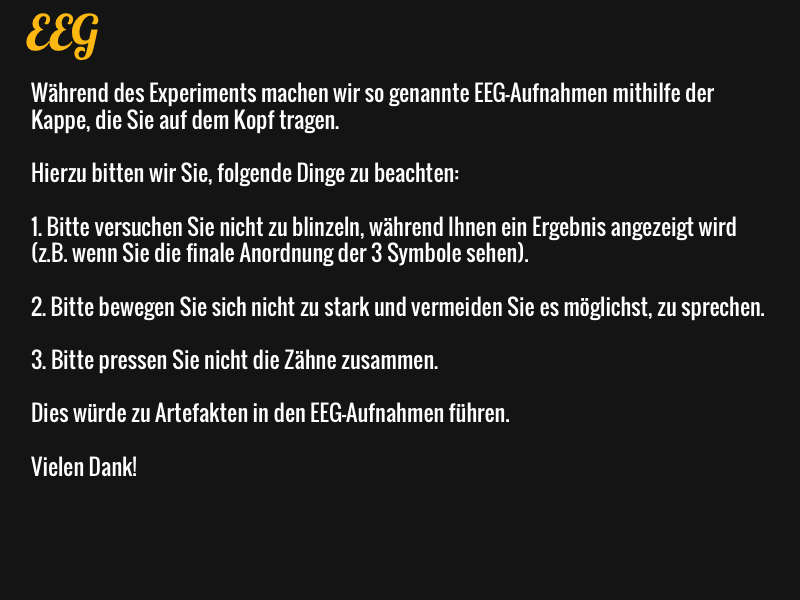 EEG
Während des Experiments machen wir so genannte EEG-Aufnahmen mithilfe der
Kappe, die Sie auf dem Kopf tragen.
Hierzu bitten wir Sie, folgende Dinge zu beachten:
1. Bitte versuchen Sie nicht zu blinzeln, während Ihnen ein Ergebnis angezeigt wird
(z.B. wenn Sie die finale Anordnung der 3 Symbole sehen).
2. Bitte bewegen Sie sich nicht zu stark und vermeiden Sie es möglichst, zu sprechen.
3. Bitte pressen Sie nicht die Zähne zusammen.
Dies würde zu Artefakten in den EEG-Aufnahmen führen.
Vielen Dank!